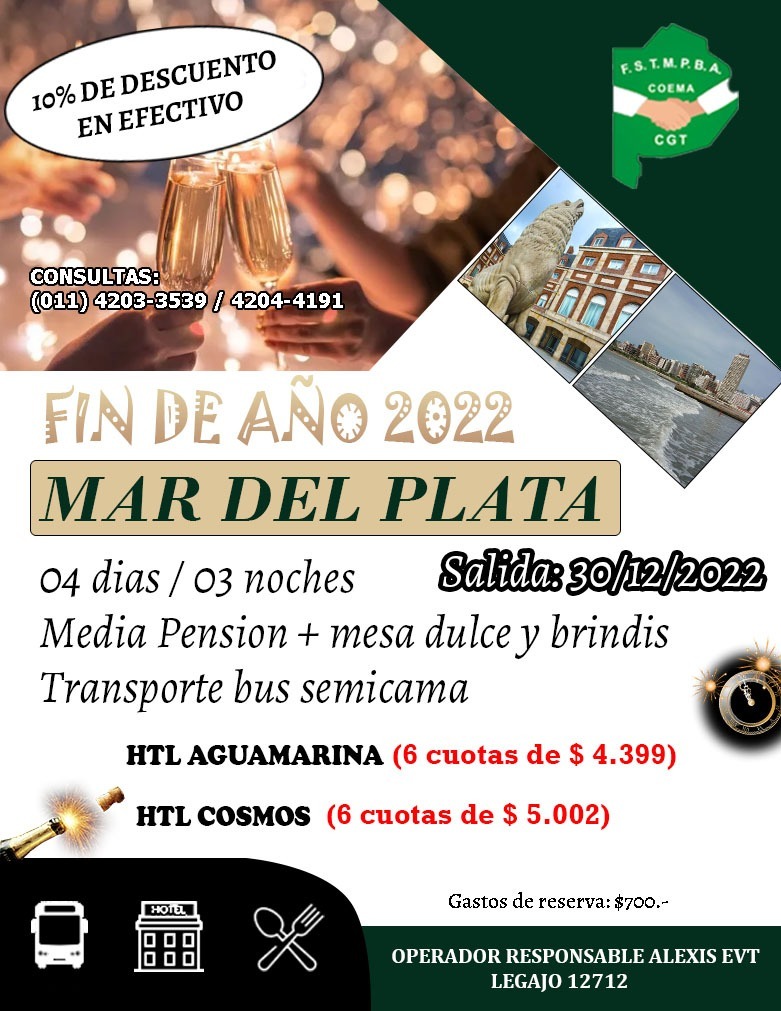 10% DE DESCUENTO
EN EFECTIVO
F.S.T.M.P.B.A.
COEMA
CGT
CONSULTAS:
(011) 4203-3539 / 4204-4191
FIN DE AÑO 2022
MAR DEL PLATA
04 dias / 03 noches
Salida: 30/12/2022
Media Pension + mesa dulce y brindis
Transporte bus semicama
HTL AGUAMARINA (6 cuotas de $ 4.399)
HTL COSMOS (6 cuotas de $ 5.002)
HOTEL
Gastos de reserva: $700.-
OPERADOR RESPONSABLE ALEXIS EVT
LEGAJO 12712